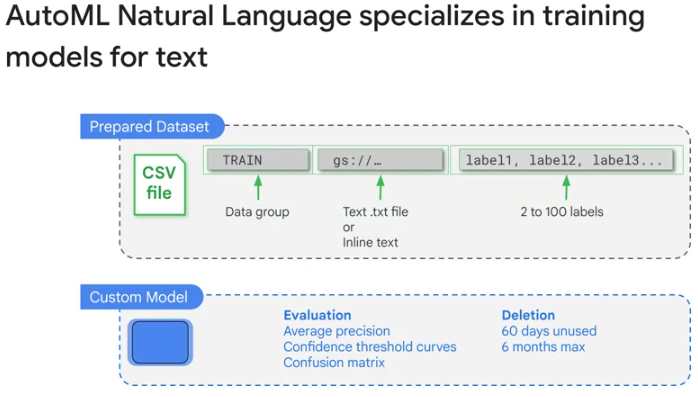 AutoML Natural Language specializes in training
models for text
Prepared Dataset
CSV
file
TRAIN
gs://…
label1, label2, label3...
Data group
Text .txt file
or
Inline text
2 to 100 labels
Custom Model
Evaluation
Average precision
Confidence threshold curves
Confusion matrix
Deletion
60 days unused
6 months max